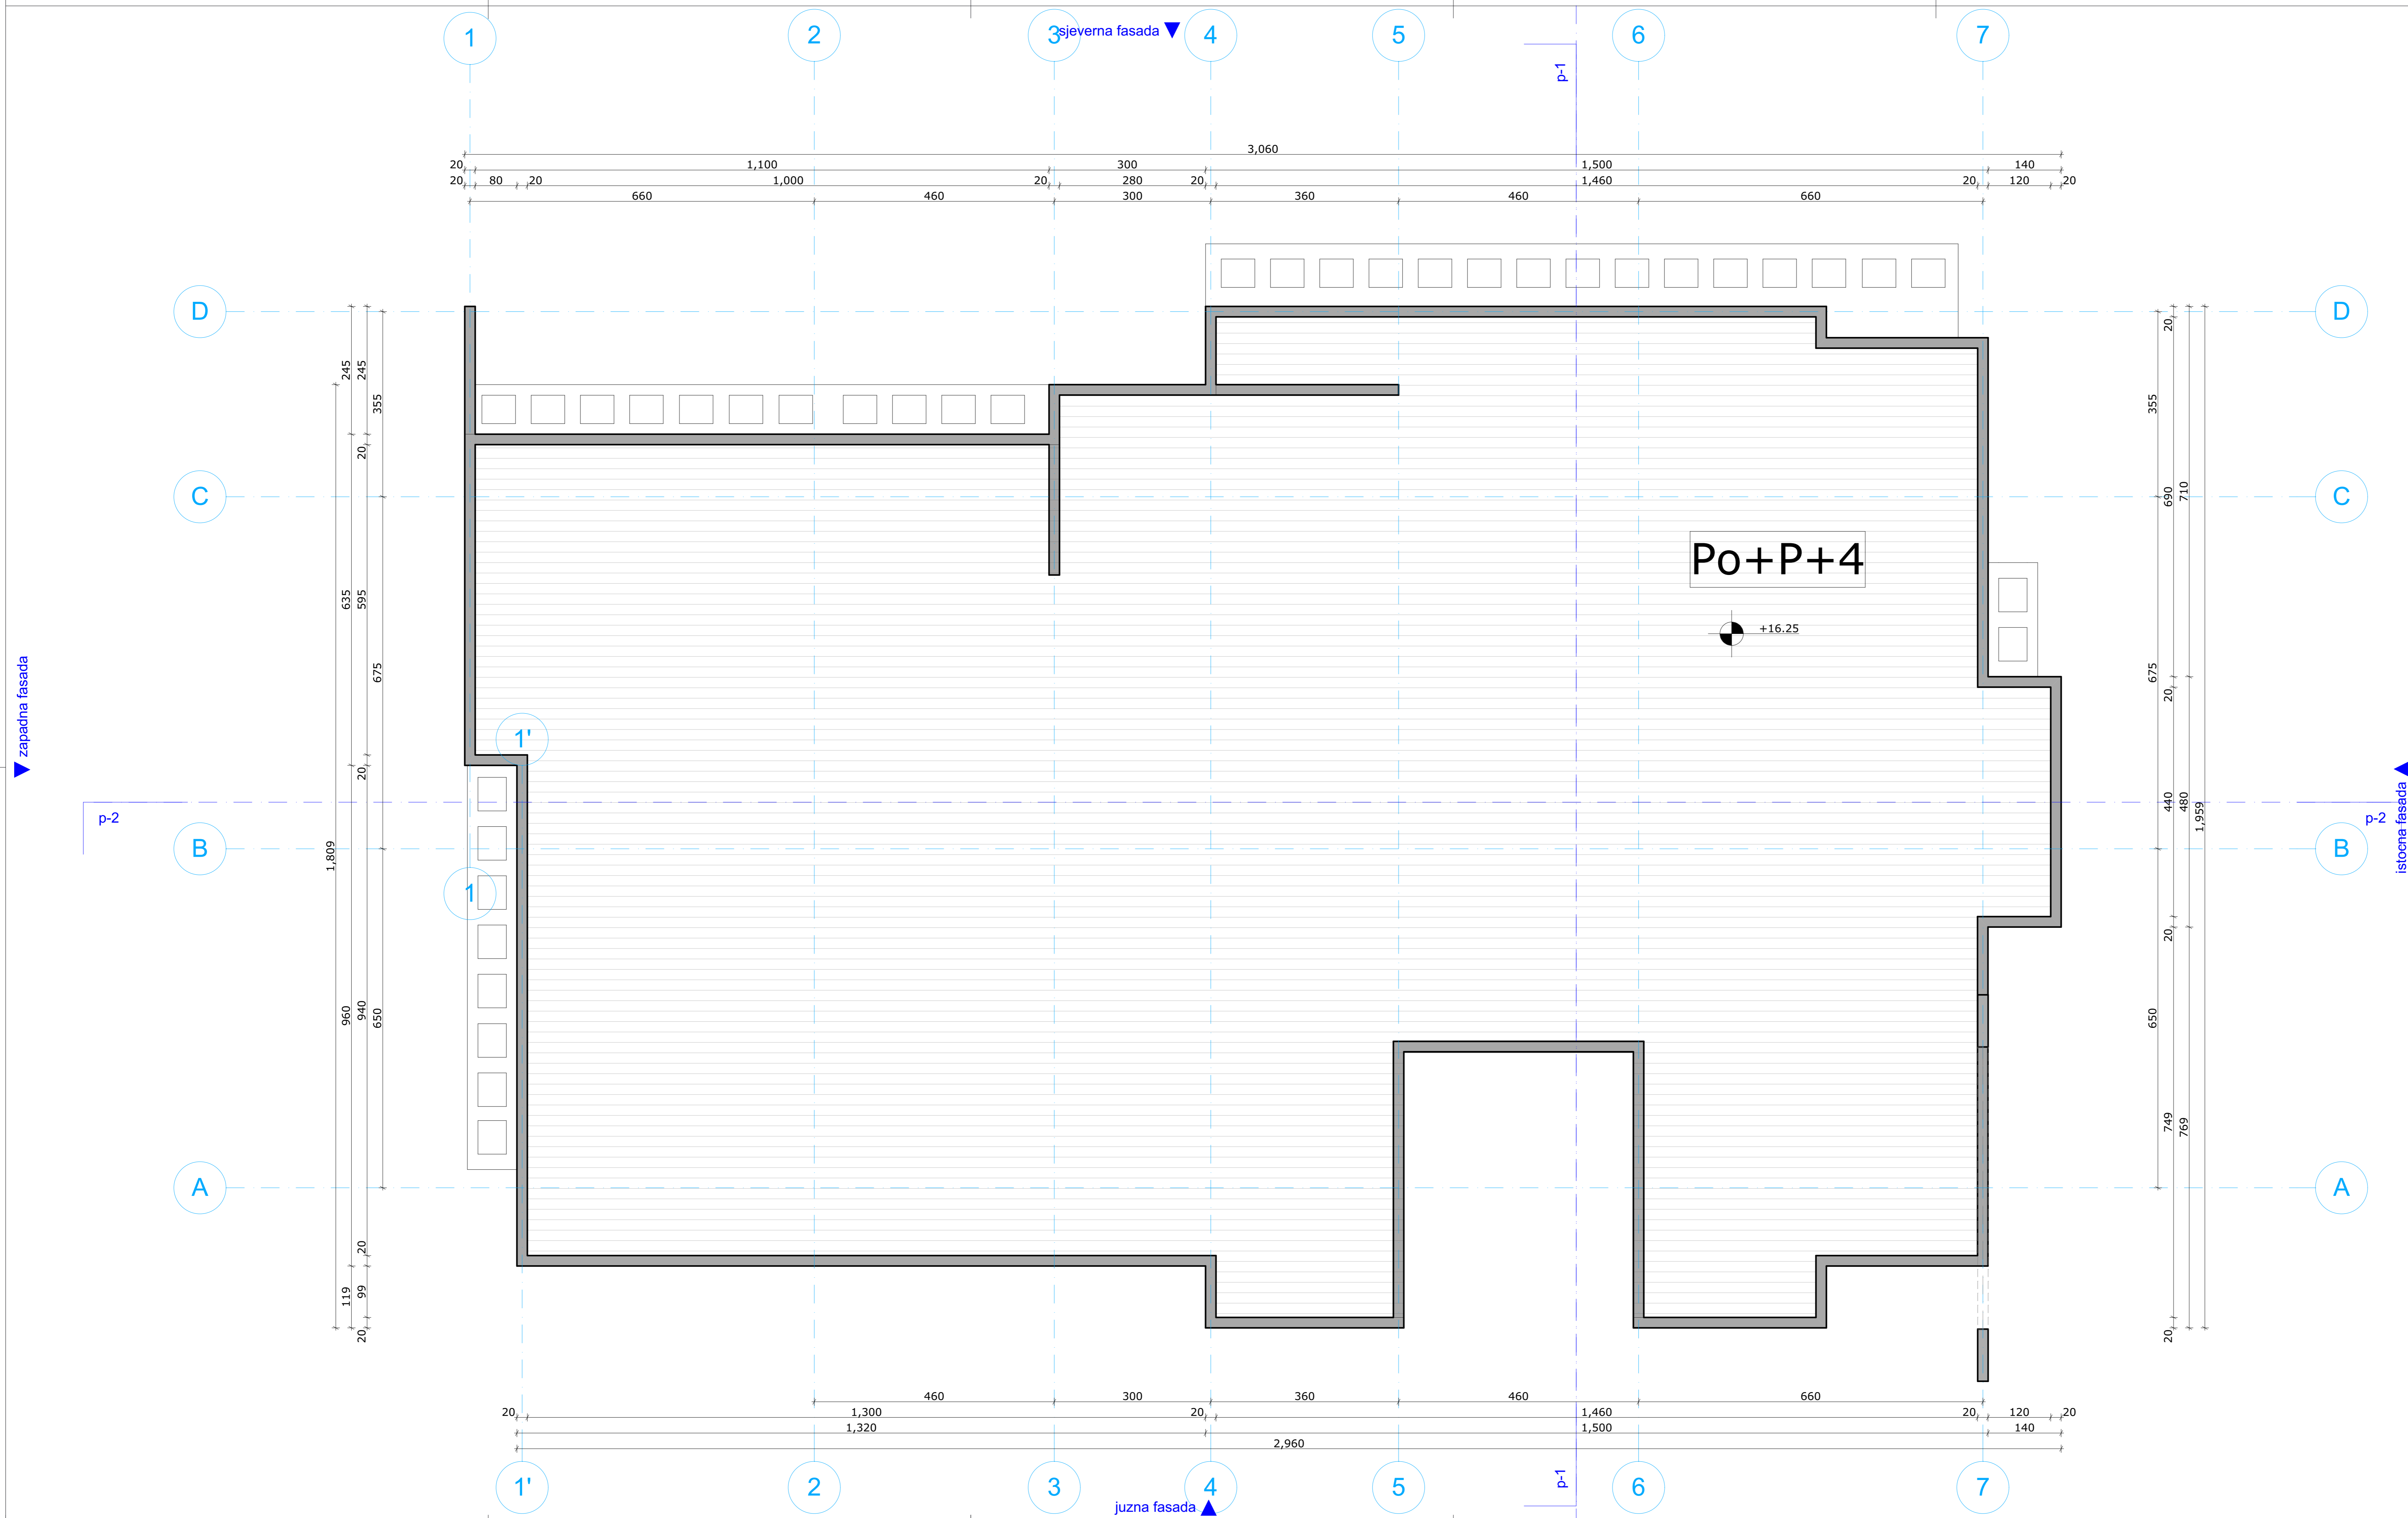 1 2 3 4 5 6 7
sjeverna fasada
p-1
3,060
20 1,100 300 1,500 140
20 80 20 1,000 20 280 20 1,460 20 120 20
660 460 300 360 460 660
D D
C C
B B
A A
245 635 960 119
1,809
245 20 595 20 940 20 99 20
355 675 650
355 675 650
20 690 20 440 20 749 20
710 480 769
1,959
Po+P+4
+16.25
1'
1
zapadna fasada
istocna fasada
p-2 p-2
460 300 360 460 660
20 1,300 20 1,460 20 120 20
1,320 1,500 140
2,960
p-1
1' 2 3 4 5 6 7
juzna fasada